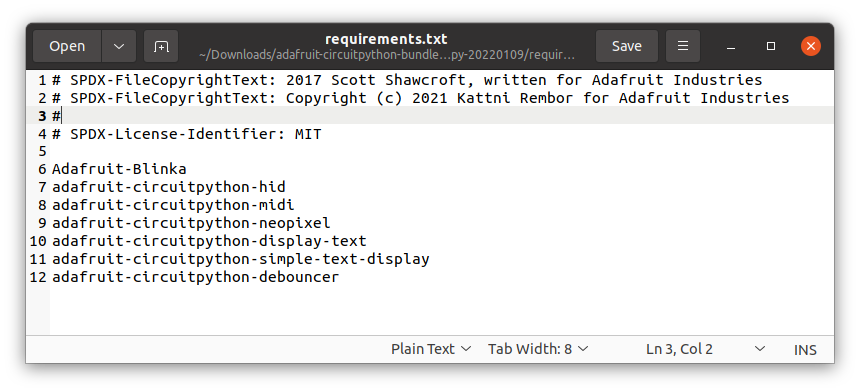 Open
requirements.txt
~/Downloads/adafruit-circuitpython-bundle...py-20220109/requir...
Save
1 # SPDX-FileCopyrightText: 2017 Scott Shawcroft, written for Adafruit Industries
2 # SPDX-FileCopyrightText: Copyright (c) 2021 Kattni Rembor for Adafruit Industries
3 #
4 # SPDX-License-Identifier: MIT
5
6 Adafruit-Blinka
7 adafruit-circuitpython-hid
8 adafruit-circuitpython-midi
9 adafruit-circuitpython-neopixel
10 adafruit-circuitpython-display-text
11 adafruit-circuitpython-simple-text-display
12 adafruit-circuitpython-debouncer
Plain Text Tab Width: 8 Ln 3, Col 2 INS